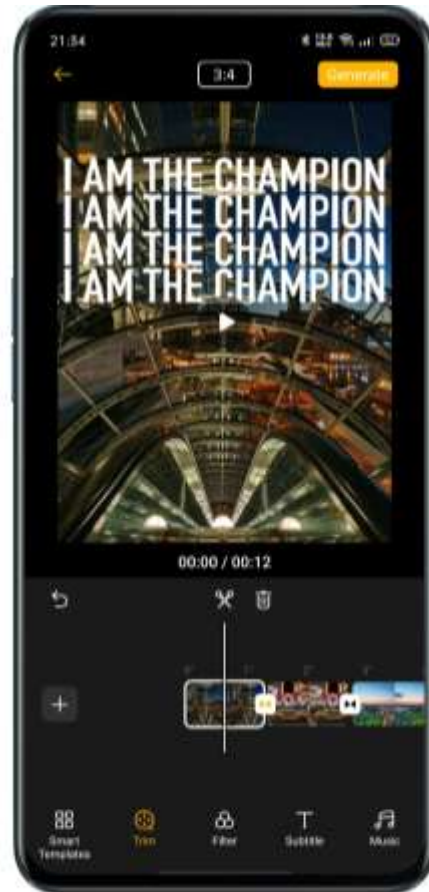 21:34
3:4
Generate
I AM THE CHAMPION
I AM THE CHAMPION
I AM THE CHAMPION
I AM THE CHAMPION
00:00 / 00:12
Smart
Templates
Trim
Filter
Subtitle
Music